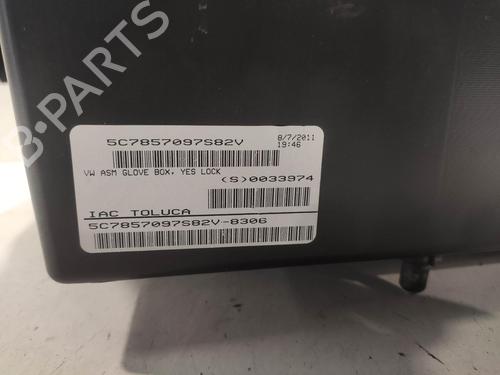 5C7857097S82V
8/7/2011
19:46
VW ASM GLOVE BOX, YES LOCK
(S)0033974
IAC TOLUCA
5C7857097S82V-8306
B-PARTS